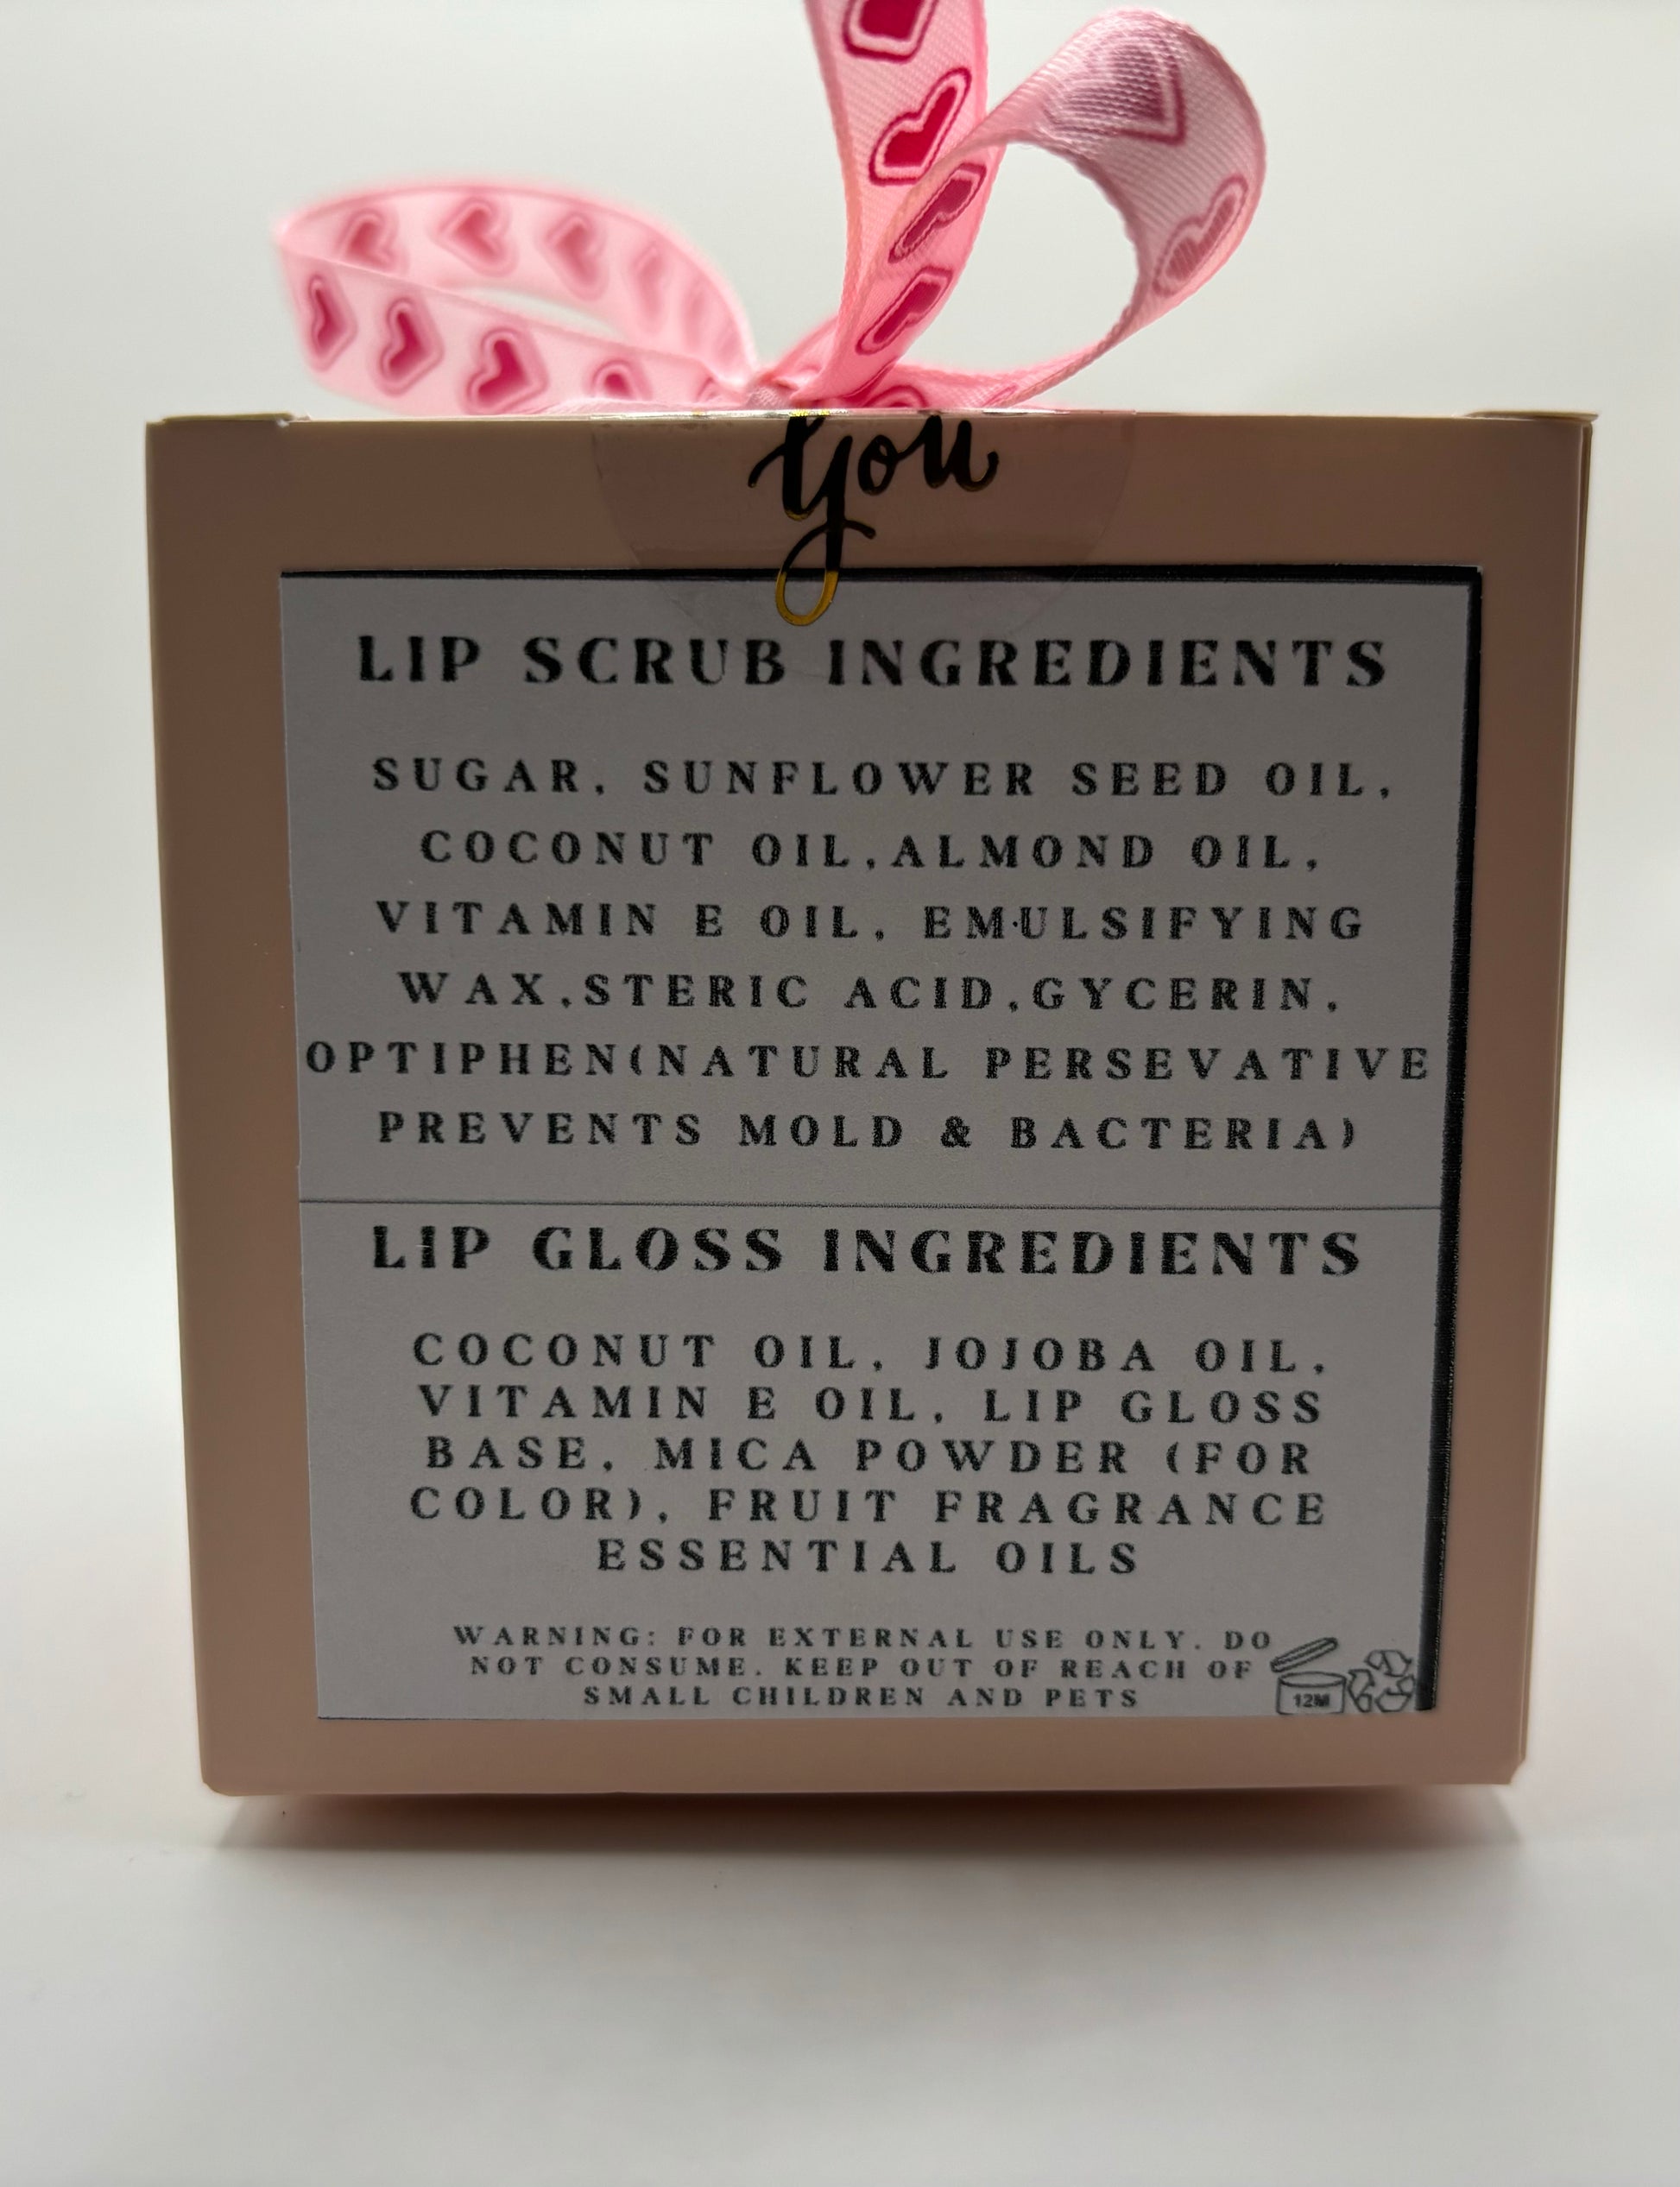 you
LIP SCRUB INGREDIENTS
SUGAR, SUNFLOWER SEED OIL,
COCONUT OIL,ALMOND OIL,
VITAMIN E OIL, EMULSIFYING
WAX,STERIC ACID,GYCERIN,
OPTIPHEN(NATURAL PERSEVATIVE
PREVENTS MOLD & BACTERIA)
LIP GLOSS INGREDIENTS
COCONUT OIL, JOJOBA OIL,
VITAMIN E OIL, LIP GLOSS
BASE, MICA POWDER (FOR
COLOR), FRUIT FRAGRANCE
ESSENTIAL OILS
WARNING: FOR EXTERNAL USE ONLY. DO
NOT CONSUME. KEEP OUT OF REACH OF
SMALL CHILDREN AND PETS
12M